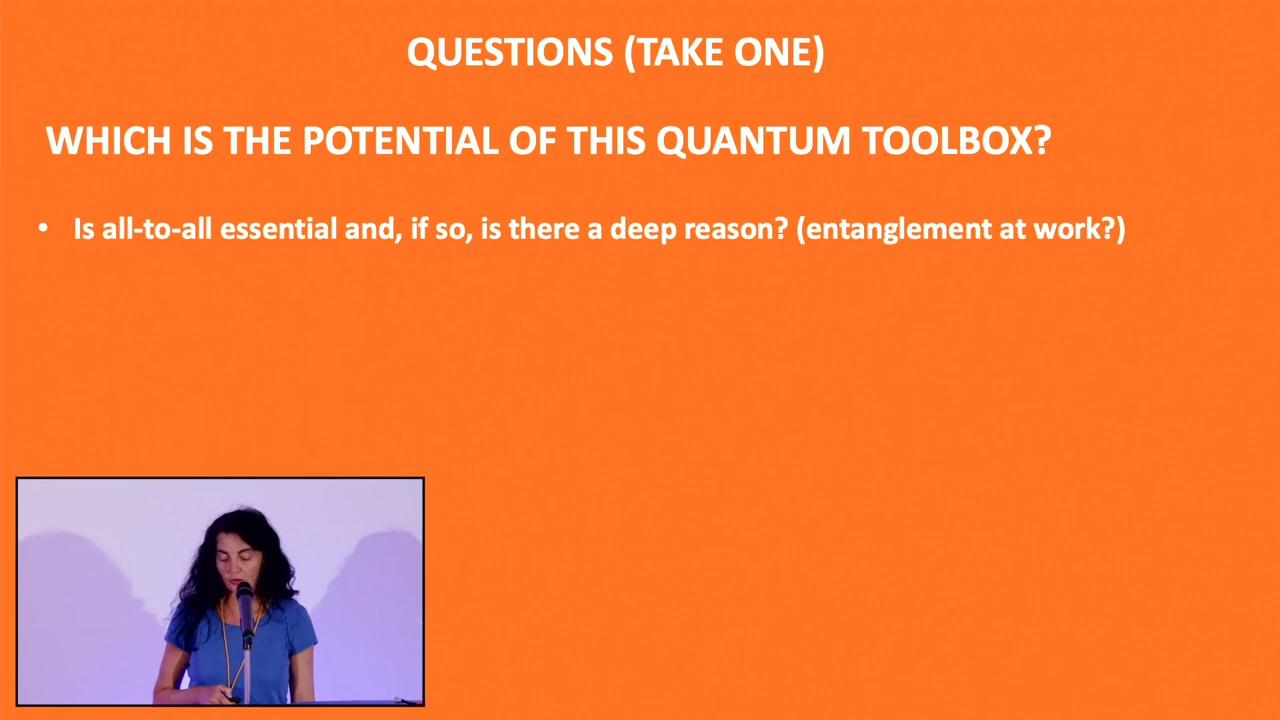 QUESTIONS (TAKE ONE)
WHICH IS THE POTENTIAL OF THIS QUANTUM TOOLBOX?
• Is all-to-all essential and, if so, is there a deep reason? (entanglement at work?)